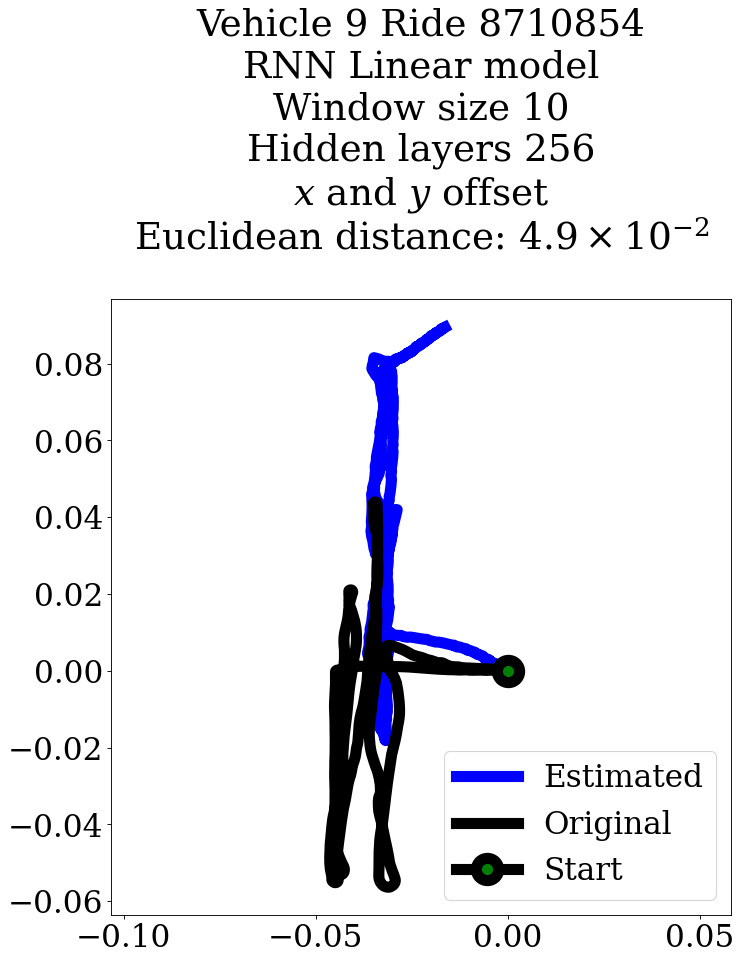 Vehicle 9 Ride 8710854
RNN Linear model
Window size 10
Hidden layers 256
x and y offset
Euclidean distance: 4.9 × 10⁻²
0.08
0.06
0.04
0.02
0.00
−0.02
−0.04
−0.06
−0.10
−0.05
0.00
0.05
Estimated
Original
Start